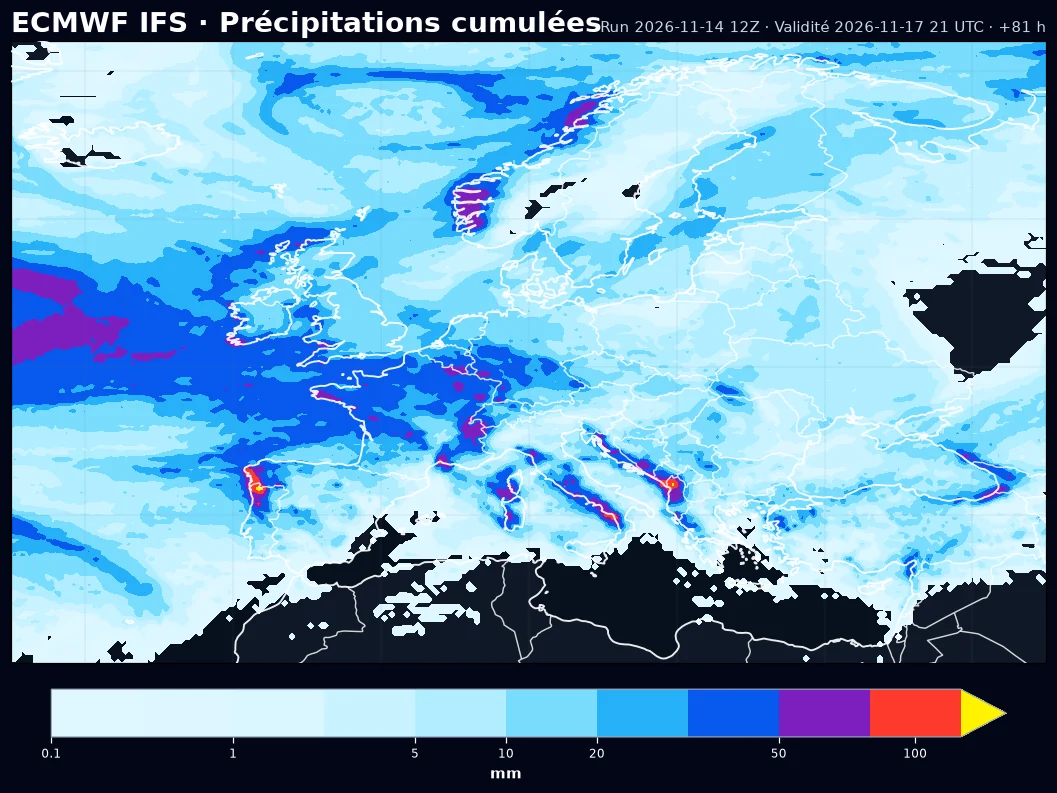 ECMWF IFS · Précipitations cumulées
Run 2026-11-14 12Z · Validité 2026-11-17 21 UTC · +81 h
0.1 1 5 10 20 50 100
mm